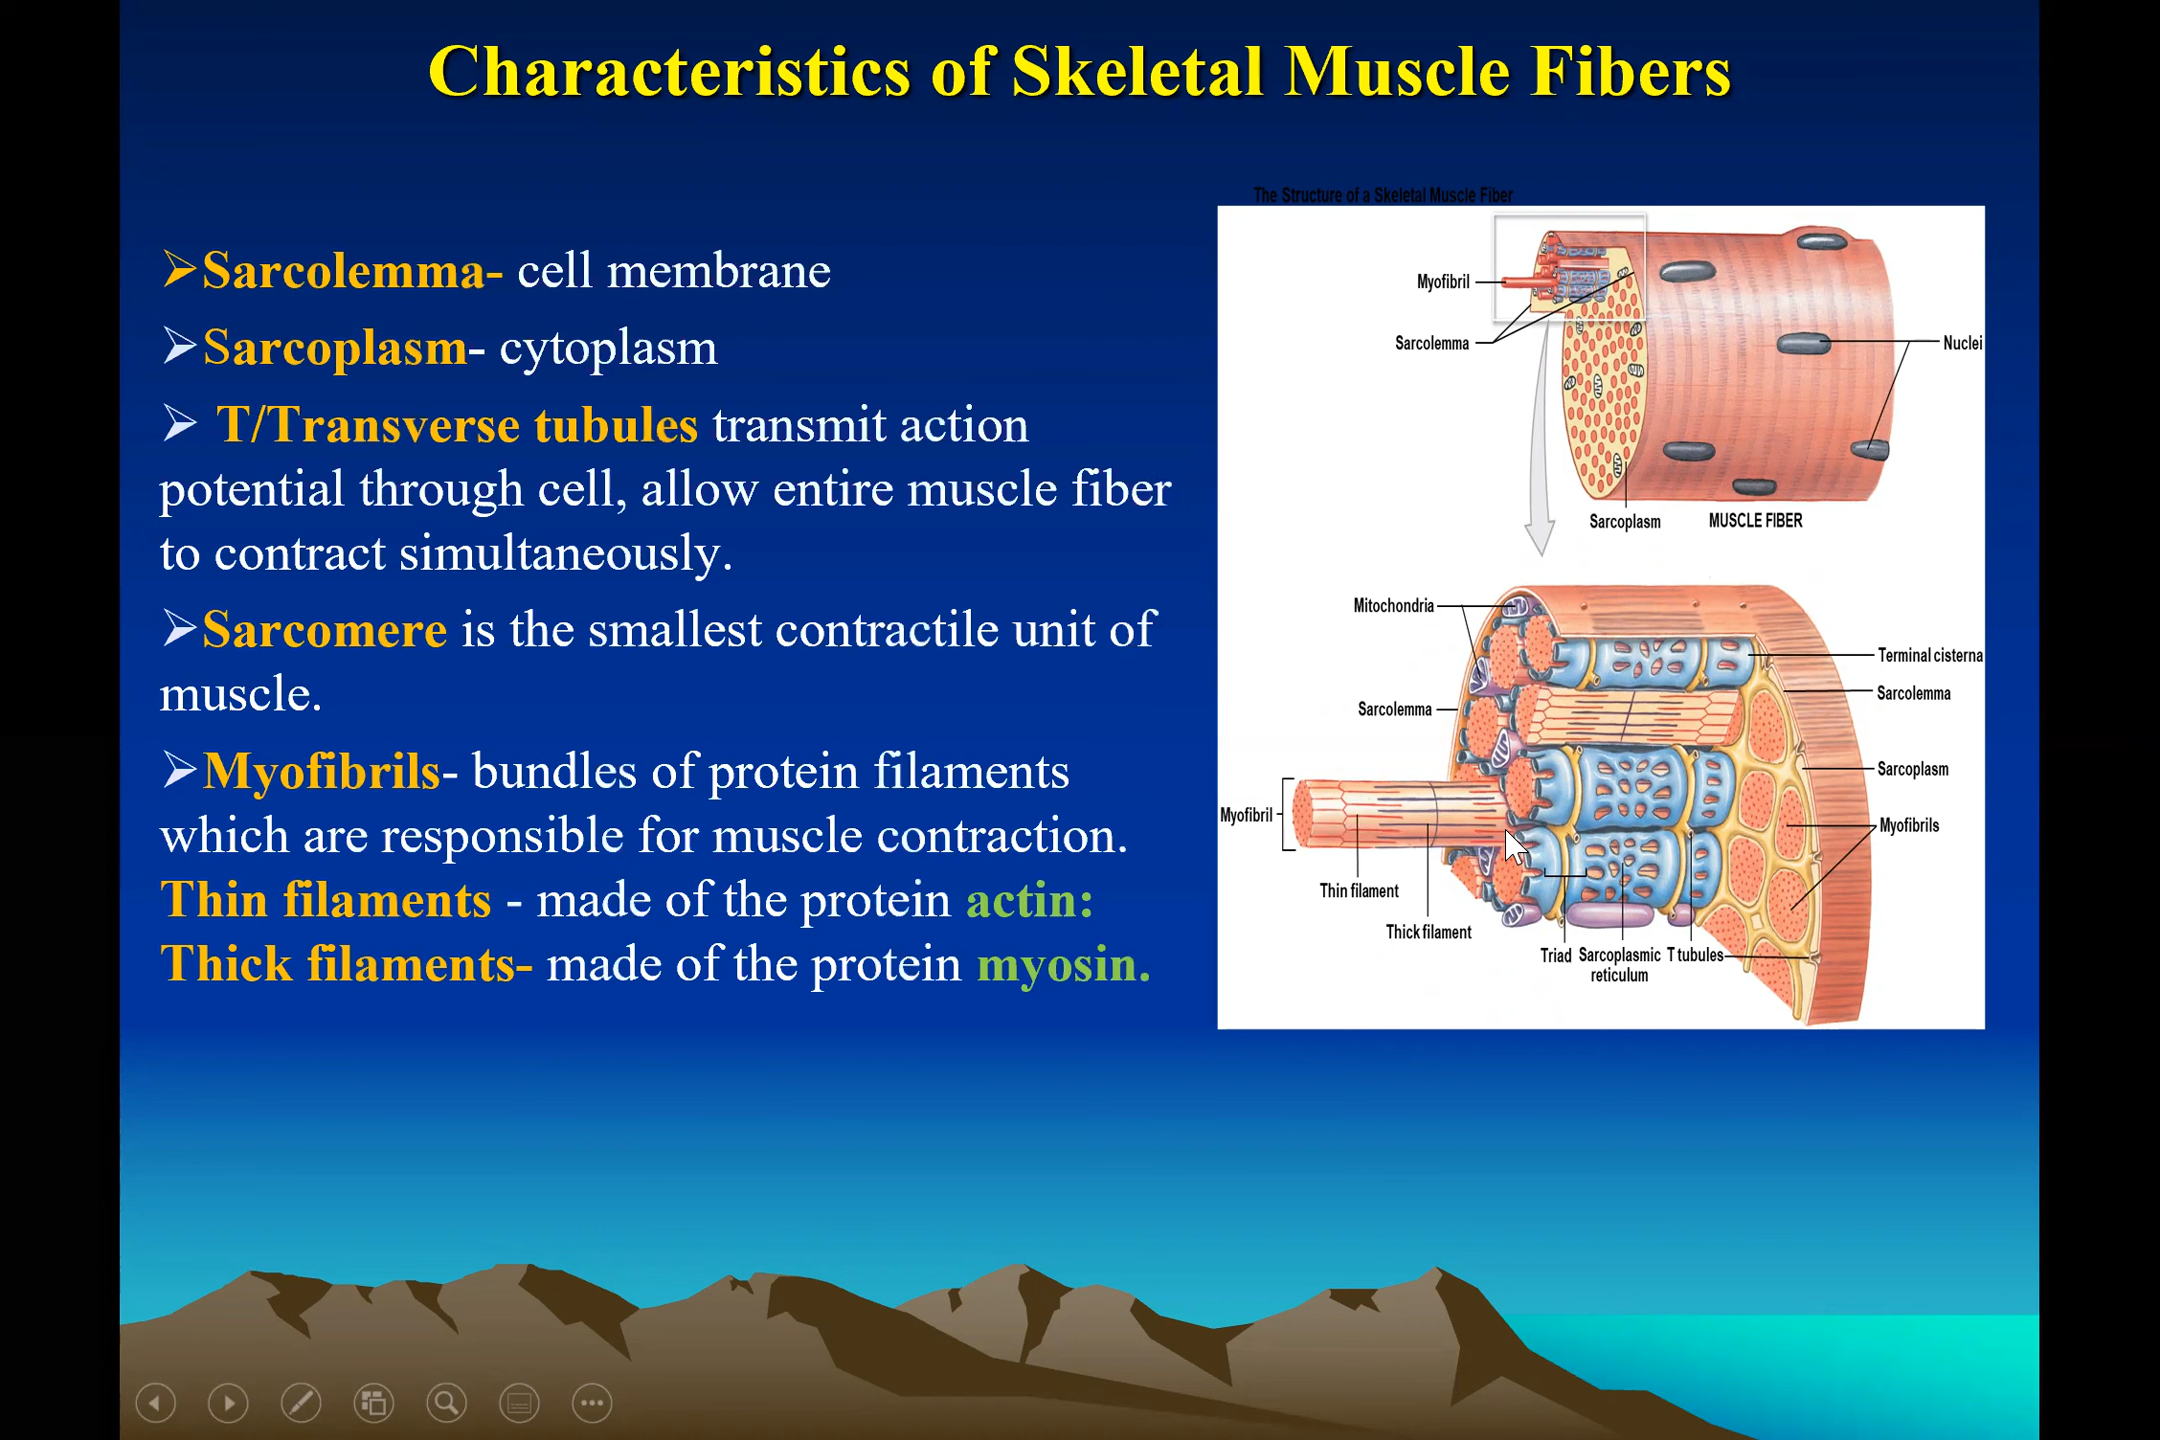 Characteristics of Skeletal Muscle Fibers
➢Sarcolemma- cell membrane
➢Sarcoplasm- cytoplasm
➢ T/Transverse tubules transmit action
potential through cell, allow entire muscle fiber
to contract simultaneously.
➢Sarcomere is the smallest contractile unit of
muscle.
➢Myofibrils- bundles of protein filaments
which are responsible for muscle contraction.
Thin filaments - made of the protein actin:
Thick filaments- made of the protein myosin.
The Structure of a Skeletal Muscle Fiber
Myofibril
Sarcolemma
Nuclei
Sarcoplasm
MUSCLE FIBER
Mitochondria
Terminal cisterna
Sarcolemma
Sarcolemma
Sarcoplasm
Myofibril
Myofibrils
Thin filament
Thick filament
Triad
Sarcoplasmic
reticulum
T tubules